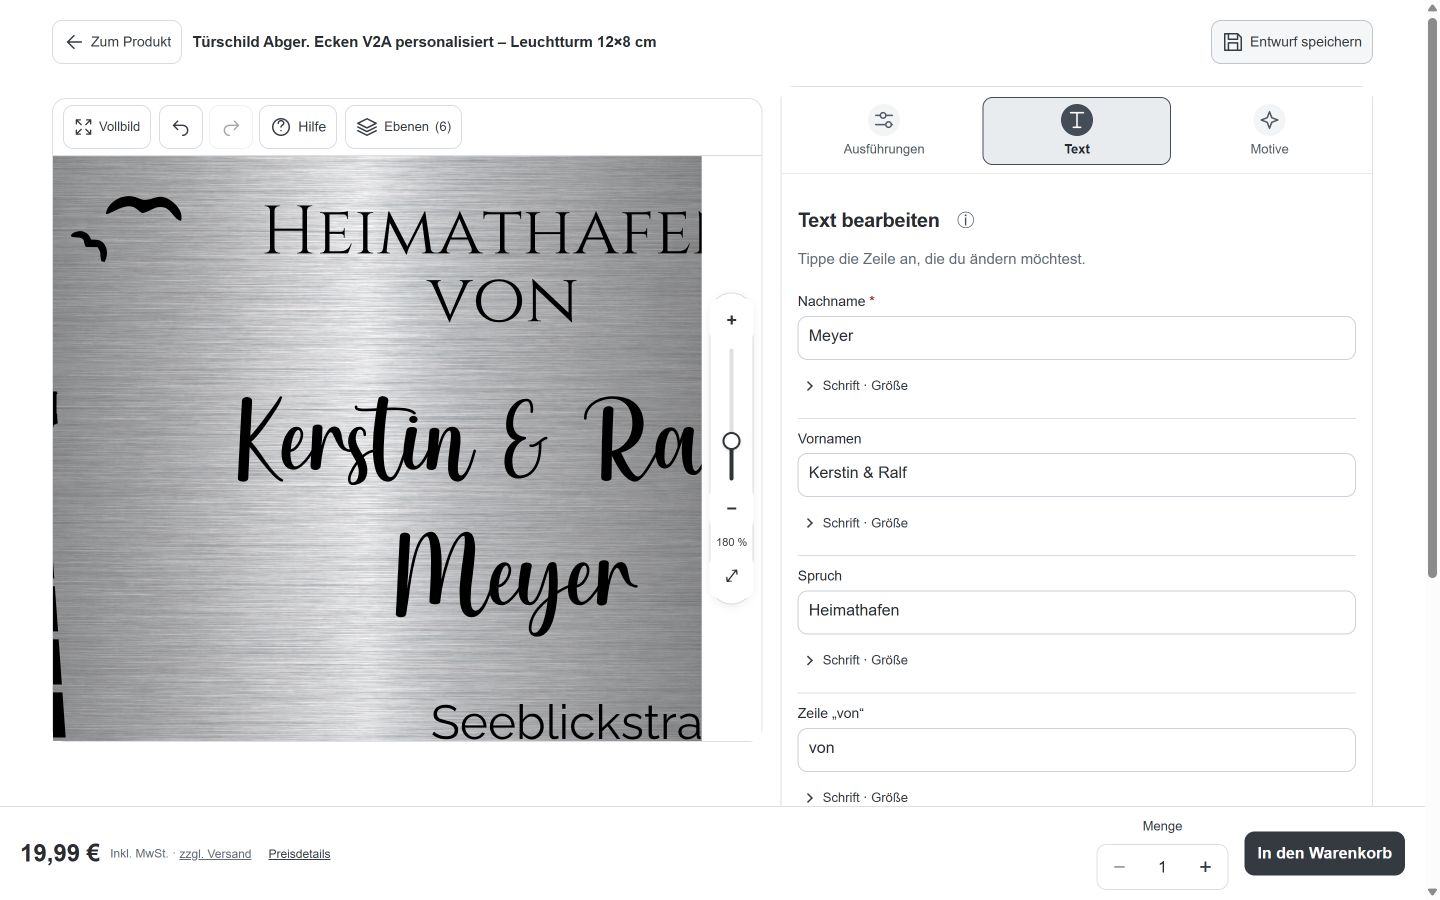 Zum Produkt
Türschild Abger. Ecken V2A personalisiert – Leuchtturm 12×8 cm
Entwurf speichern
Vollbild
Hilfe
Ebenen (6)
Ausführungen
Text
Motive
HEIMATHAFE
VON
Kerstin & Ra
Meyer
Seeblickstra
+
−
180 %
Text bearbeiten
Tippe die Zeile an, die du ändern möchtest.
Nachname *
Meyer
Schrift · Größe
Vornamen
Kerstin & Ralf
Schrift · Größe
Spruch
Heimathafen
Schrift · Größe
Zeile „von“
von
Schrift · Größe
19,99 € Inkl. MwSt. · zzgl. Versand Preisdetails
Menge
− 1 +
In den Warenkorb